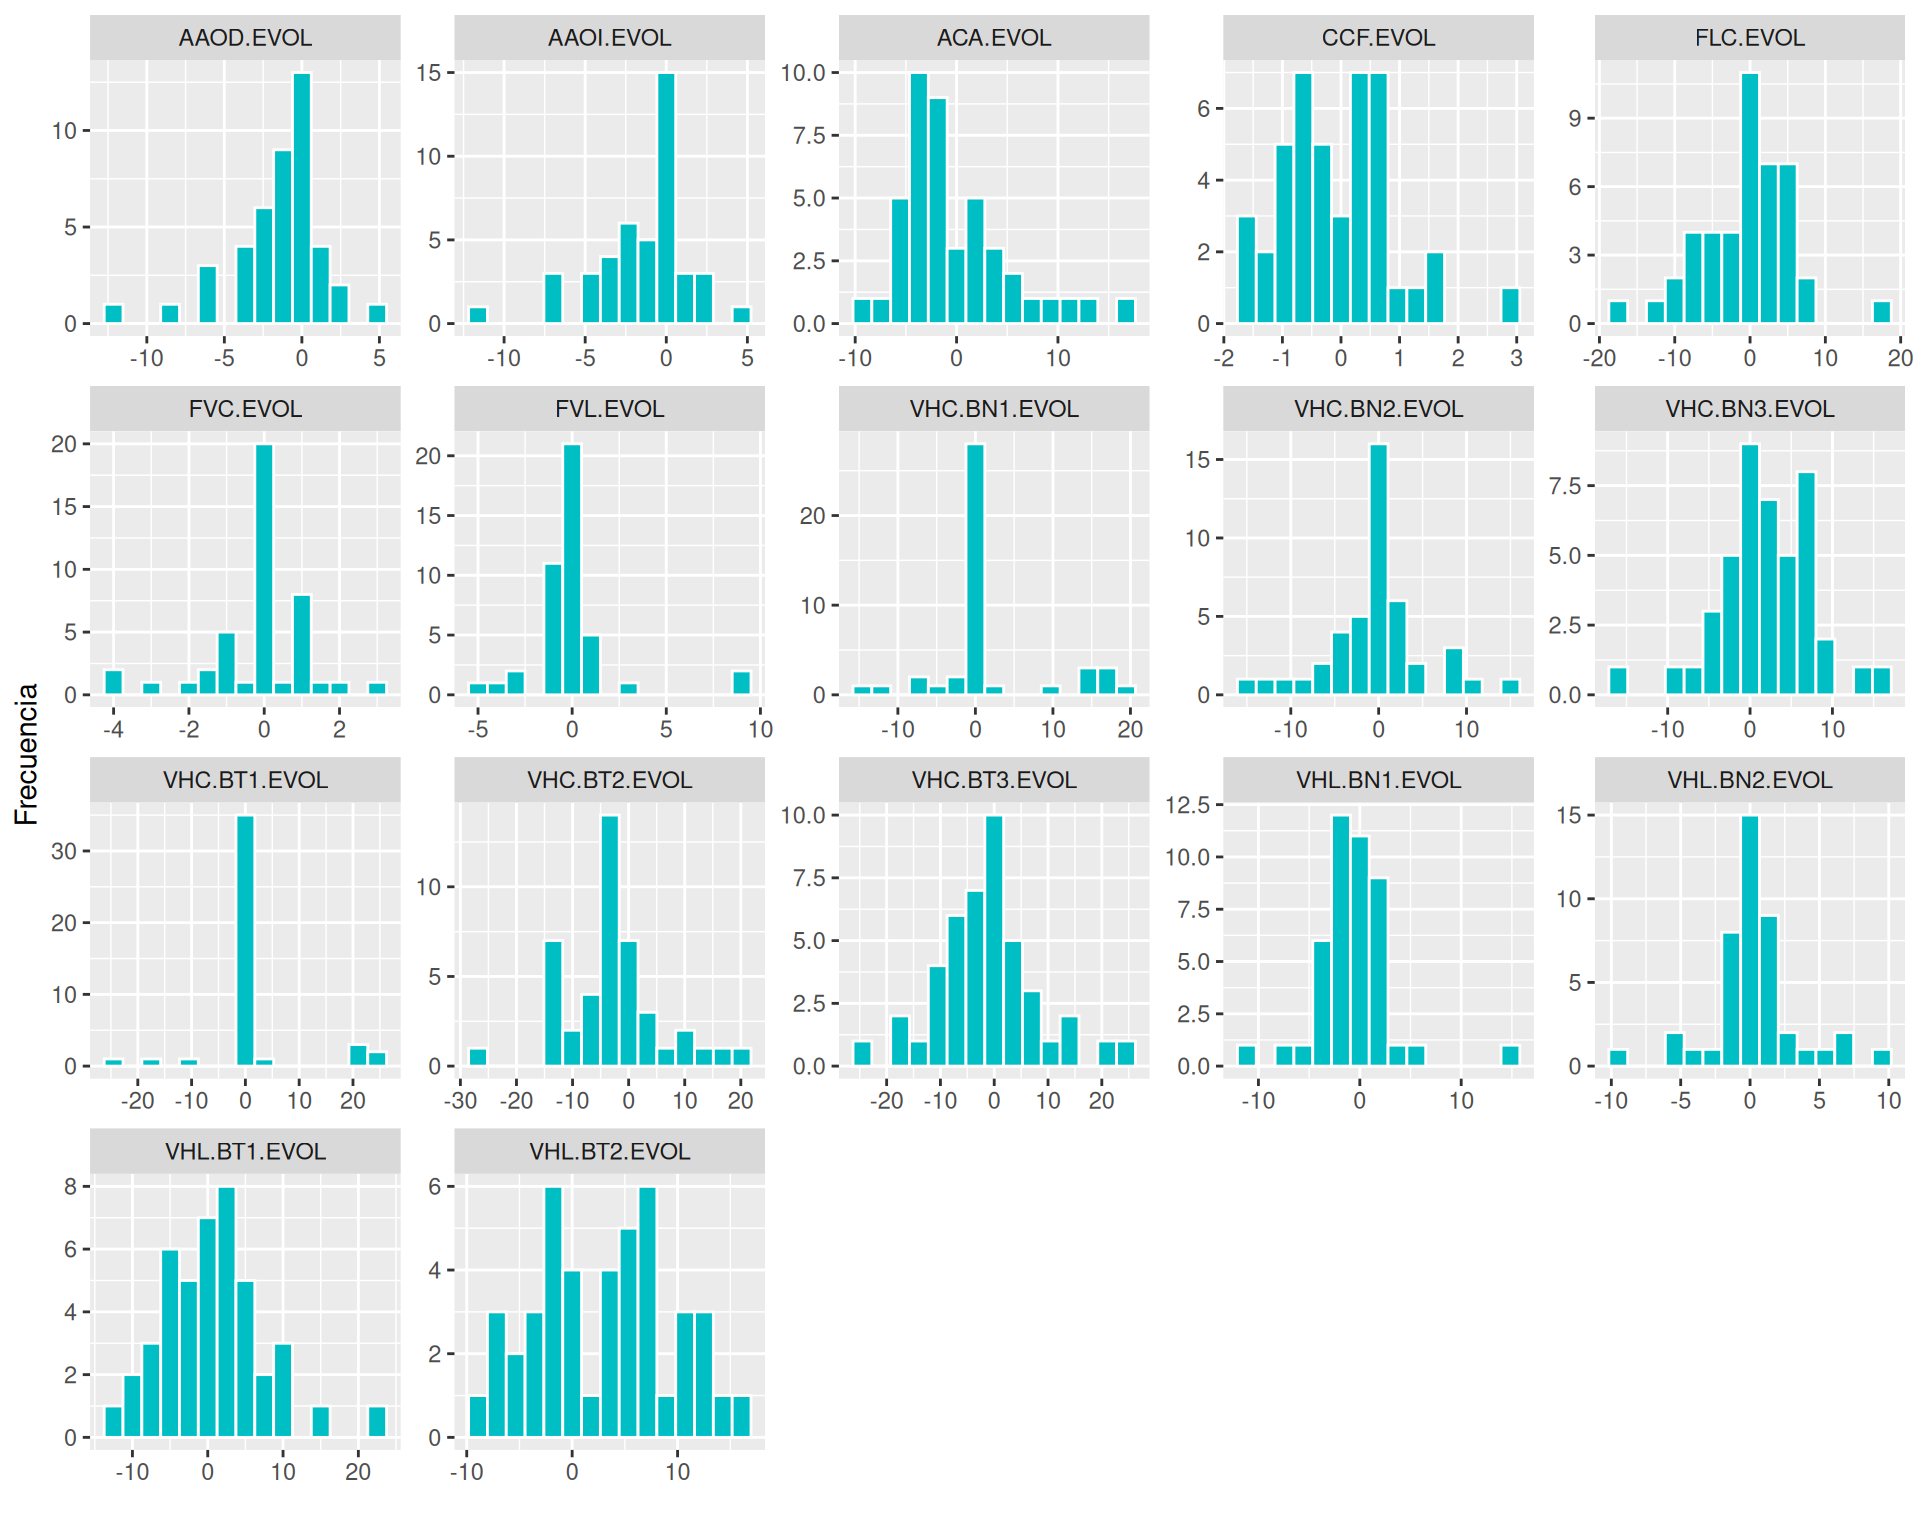 AAOD.EVOL AAOI.EVOL ACA.EVOL CCF.EVOL FLC.EVOL
10 5 0
15 10 5 0
10.0 7.5 5.0 2.5 0.0
6 4 2 0
9 6 3 0
-10 -5 0 5
-10 -5 0 5
-10 0 10
-2 -1 0 1 2 3
-20 -10 0 10 20
FVC.EVOL FVL.EVOL VHC.BN1.EVOL VHC.BN2.EVOL VHC.BN3.EVOL
20 15 10 5 0
20 15 10 5 0
20 10 0
15 10 5 0
7.5 5.0 2.5 0.0
-4 -2 0 2
-5 0 5 10
-10 0 10 20
-10 0 10
-10 0 10
Frecuencia
VHC.BT1.EVOL VHC.BT2.EVOL VHC.BT3.EVOL VHL.BN1.EVOL VHL.BN2.EVOL
30 20 10 0
10 5 0
10.0 7.5 5.0 2.5 0.0
12.5 10.0 7.5 5.0 2.5 0.0
15 10 5 0
-20 -10 0 10 20
-30 -20 -10 0 10 20
-20 -10 0 10 20
-10 0 10
-10 -5 0 5 10
VHL.BT1.EVOL VHL.BT2.EVOL
8 6 4 2 0
6 4 2 0
-10 0 10 20
-10 0 10